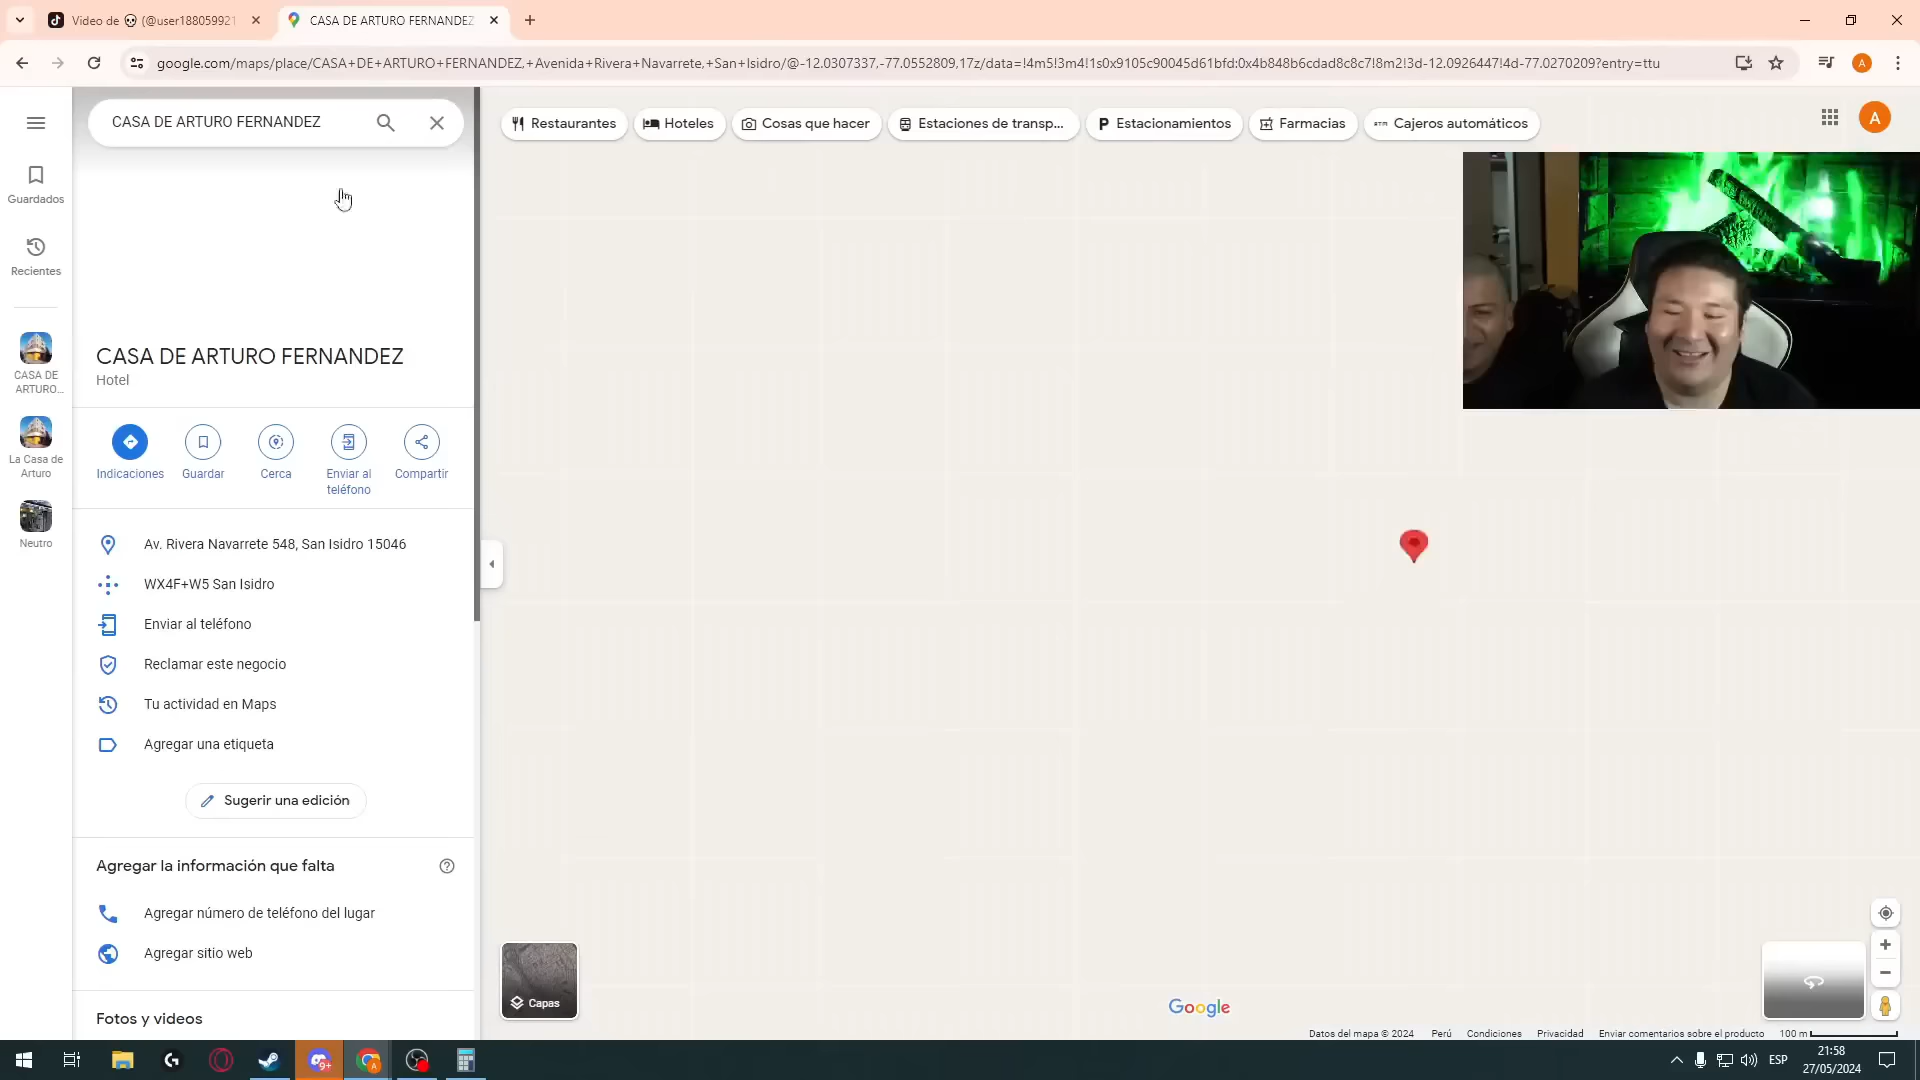 Video de 💀 (@user188059921
CASA DE ARTURO FERNANDEZ
google.com/maps/place/CASA+DE+ARTURO+FERNANDEZ,+Avenida+Rivera+Navarrete,+San+Isidro/@-12.0307337,-77.0552809,17z/data=!4m5!3m4!1s0x9105c90045d61bfd:0x4b848b6cdad8c8c7!8m2!3d-12.0926447!4d-77.0270209?entry=ttu
A
CASA DE ARTURO FERNANDEZ
Restaurantes
Hoteles
Cosas que hacer
Estaciones de transp...
P Estacionamientos
Farmacias
ATM Cajeros automáticos
A
Guardados
Recientes
CASA DE
ARTURO...
La Casa de
Arturo
Neutro
CASA DE ARTURO FERNANDEZ
Hotel
Indicaciones
Guardar
Cerca
Enviar al
teléfono
Compartir
Av. Rivera Navarrete 548, San Isidro 15046
WX4F+W5 San Isidro
Enviar al teléfono
Reclamar este negocio
Tu actividad en Maps
Agregar una etiqueta
Sugerir una edición
Agregar la información que falta
Agregar número de teléfono del lugar
Agregar sitio web
Fotos y videos
Capas
Google
Datos del mapa © 2024
Perú
Condiciones
Privacidad
Enviar comentarios sobre el producto
100 m
9+
A
ESP
21:58
27/05/2024